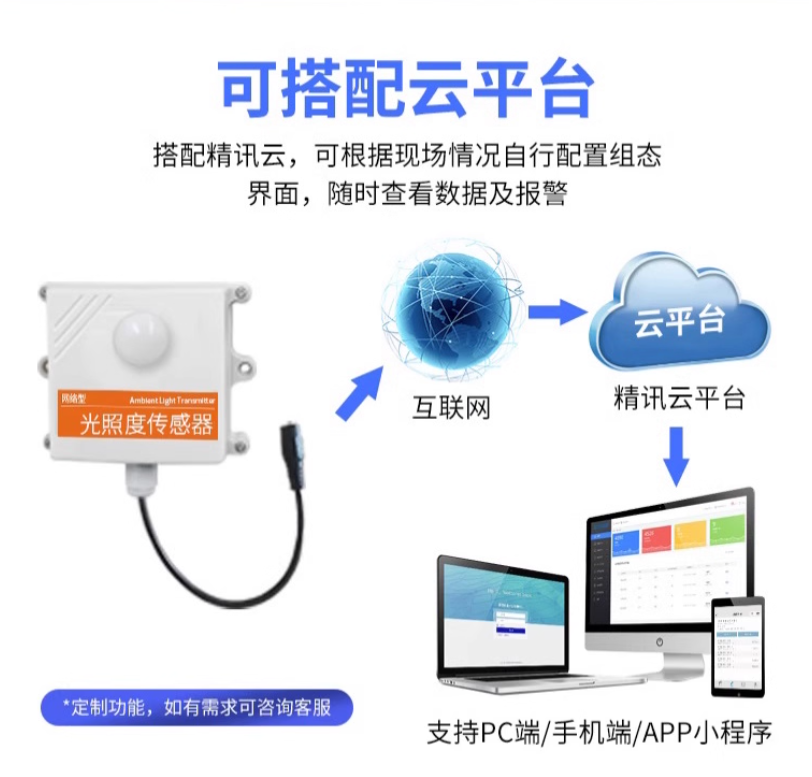 可搭配云平台
搭配精讯云，可根据现场情况自行配置组态
界面，随时查看数据及报警
网络型
Ambient Light Transmitter
光照度传感器
互联网
云平台
精讯云平台
*定制功能，如有需求可咨询客服
支持PC端/手机端/APP小程序